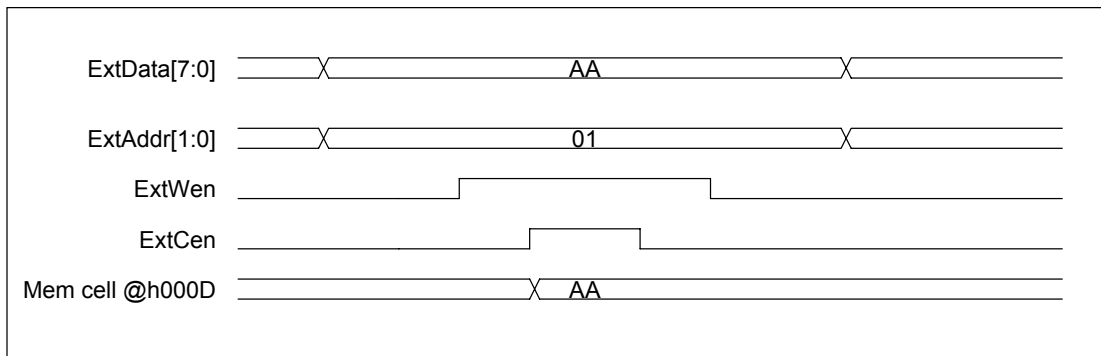 ExtData[7:0] AA
ExtAddr[1:0] 01
ExtWen
ExtCen
Mem cell @h000D AA